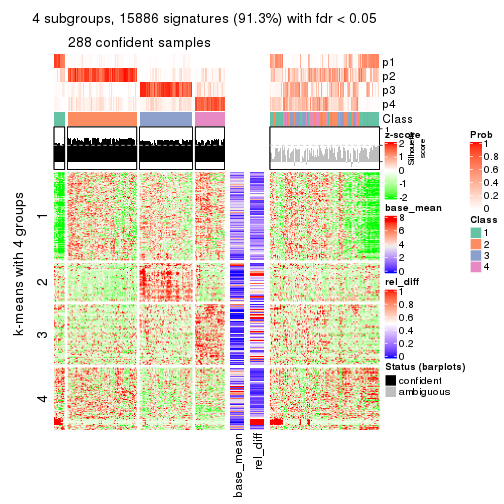 4 subgroups, 15886 signatures (91.3%) with fdr < 0.05
288 confident samples
p1
p2
p3
p4
Class
1
Silhouette
score
z-score
2
1
0
-1
-2
Prob
1
0.8
0.6
0.4
0.2
0
base_mean
8
6
4
2
0
Class
1
2
3
4
rel_diff
1
0.8
0.6
0.4
0.2
0
Status (barplots)
confident
ambiguous
k-means with 4 groups
1
2
3
4
base_mean
rel_diff